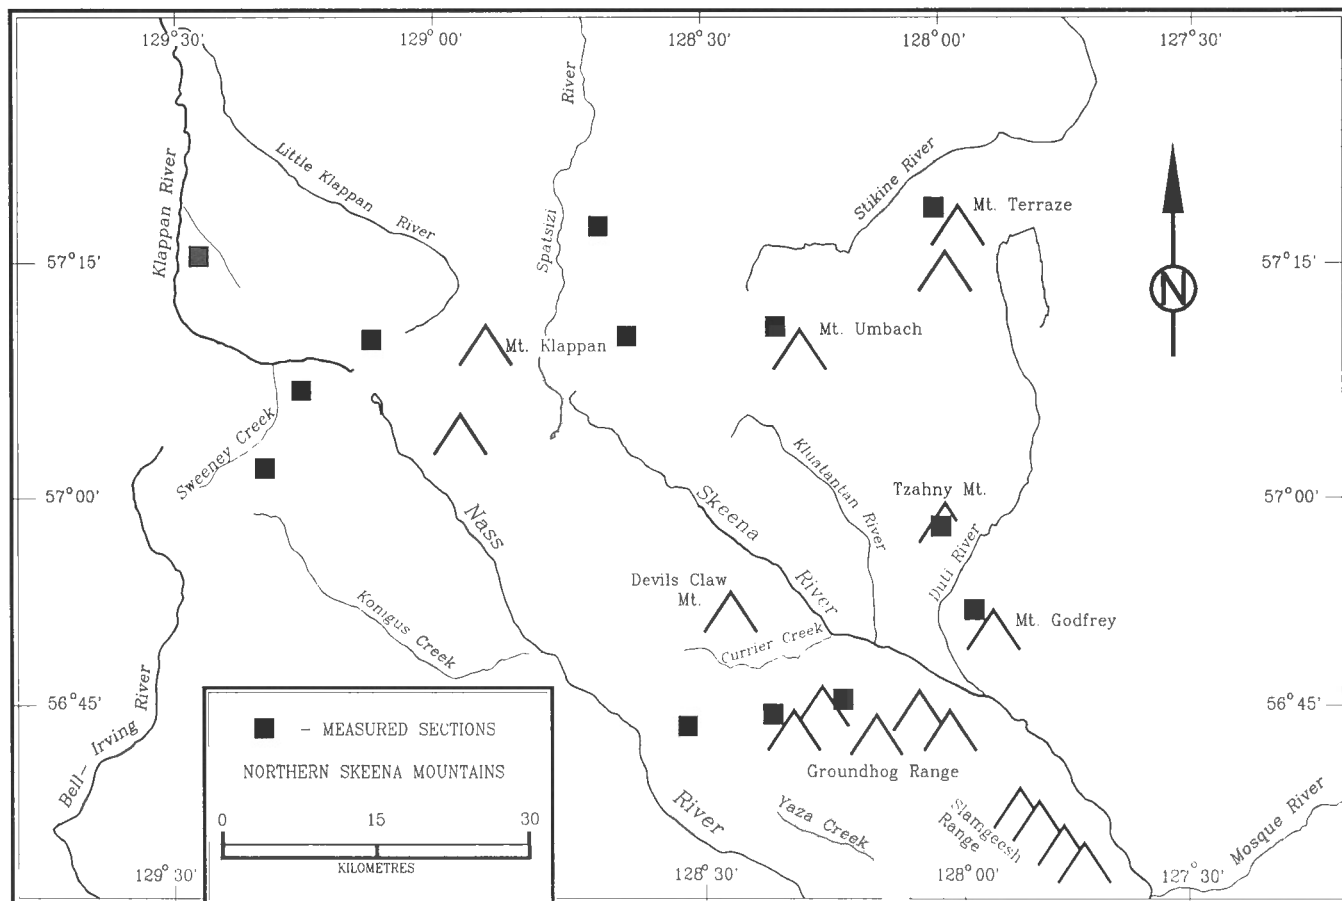 129°30'
129°00'
128°30'
128°00'
127°30'
River
Little Klappan River
Klappan River
Spatsizi
Stikine River
Mt. Terraze
57°15'
57°15'
N
Mt. Umbach
Mt. Klappan
Sweeney Creek
Kluatantan River
57°00'
57°00'
Tzahny Mt.
Nass
Skeena
River
Duti River
Devils Claw
Mt.
Konigus Creek
Currier Creek
Mt. Godfrey
56°45'
56°45'
Bell- Irving River
- MEASURED SECTIONS
NORTHERN SKEENA MOUNTAINS
0 15 30
KILOMETRES
Groundhog Range
River
Yaza Creek
Slamgeesh
Range
Mosque River
129°30'
128°30'
128°00'
127°30'